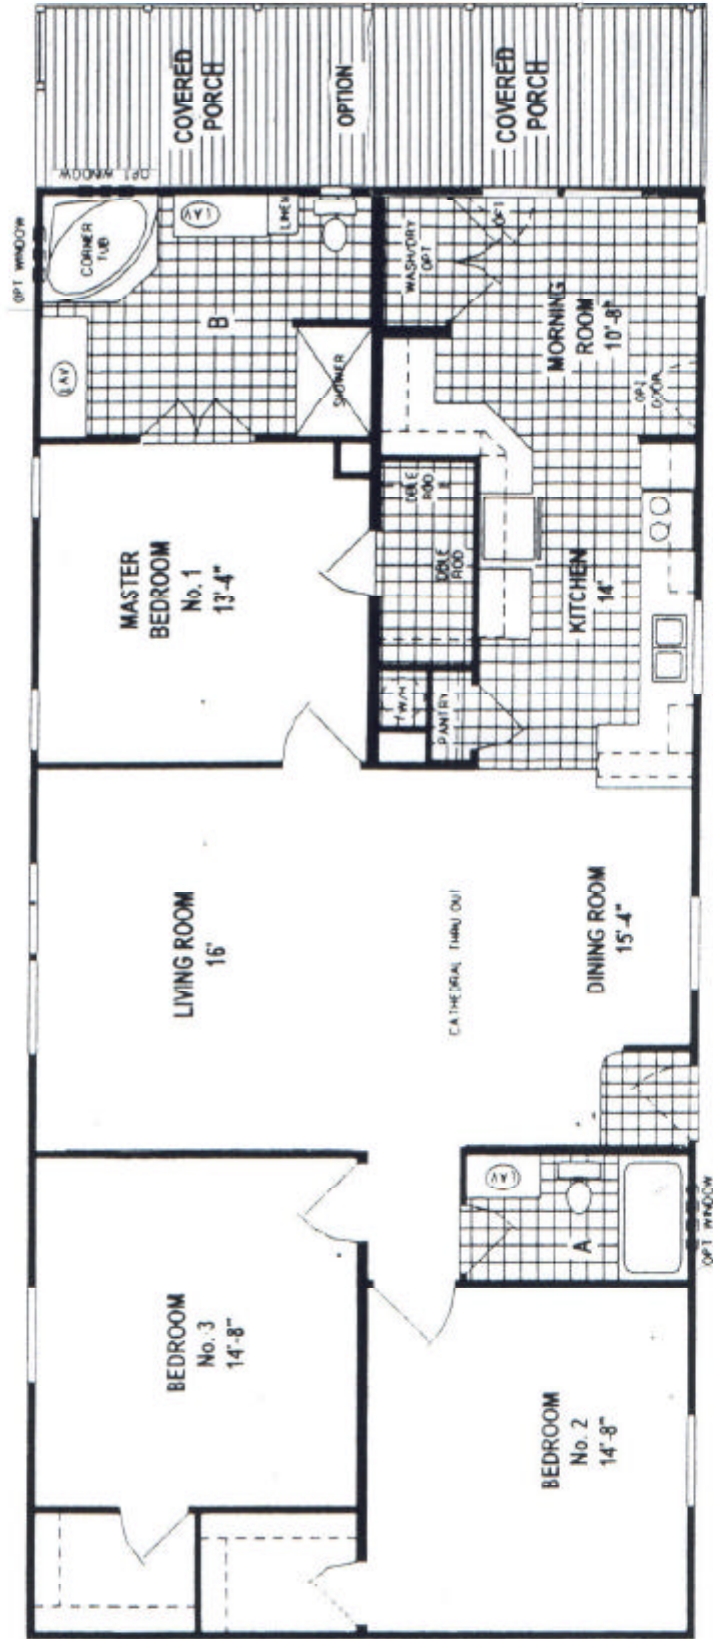 COVERED
PORCH
OPTION
COVERED
PORCH
OPT WINDOW
OPT WINDOW
CORNER
TUB
LAV
LINEN
LAV
B
SHOWER
WASH/DRY
OPT
OPT
MORNING
ROOM
10'-8"
OPT
DOOR
MASTER
BEDROOM
No. 1
13'-4"
DBLE
ROD
DBLE
ROD
KITCHEN
14'
W/H
PANTRY
LIVING ROOM
16'
CATHEDRAL THRU OUT
DINING ROOM
15'-4"
BEDROOM
No. 3
14'-8"
LAV
A
OPT WINDOW
BEDROOM
No. 2
14'-8"